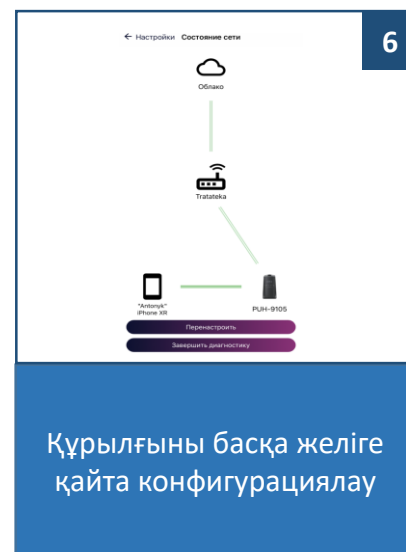 ← Настройки Состояние сети
6
Облако
Tratateka
"Antonyk"
iPhone XR
PUH-9105
Перенастроить
Завершить диагностику
Құрылғыны басқа желіге
қайта конфигурациялау